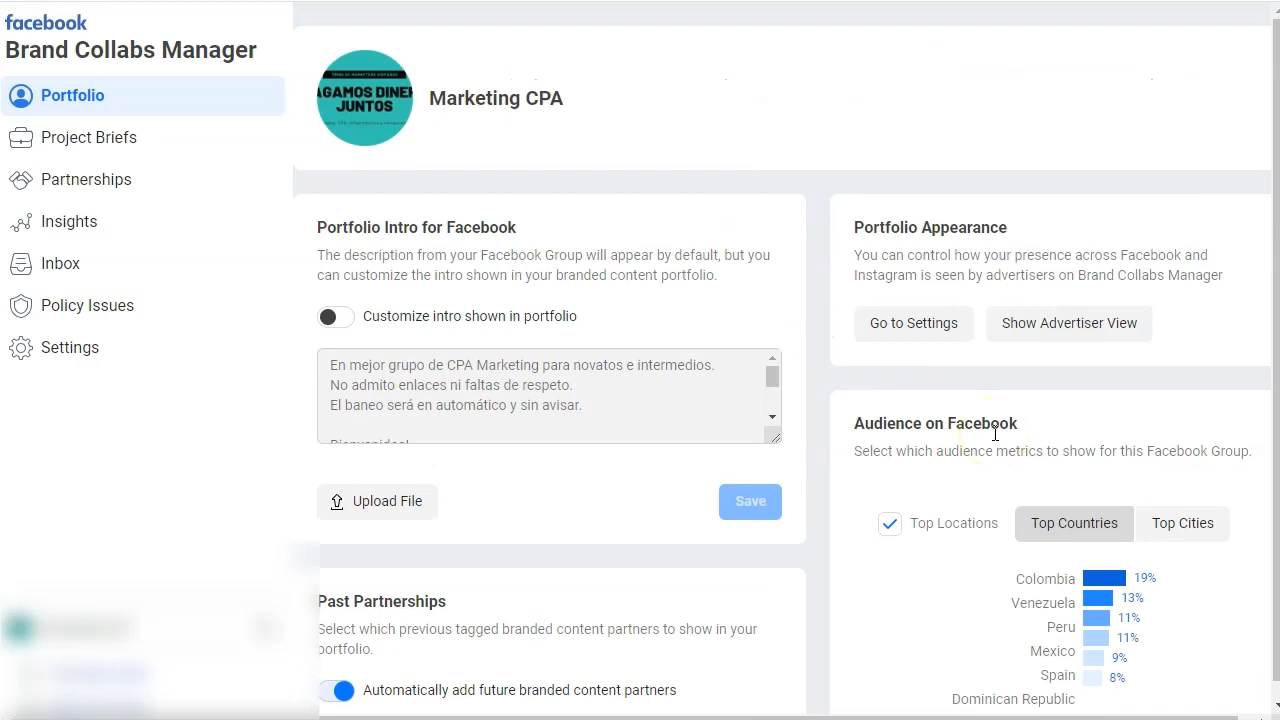 facebook
Brand Collabs Manager
Portfolio
Project Briefs
Partnerships
Insights
Inbox
Policy Issues
Settings
AGAMOS DINER
JUNTOS
Marketing CPA
Portfolio Intro for Facebook
The description from your Facebook Group will appear by default, but you
can customize the intro shown in your branded content portfolio.
Customize intro shown in portfolio
En mejor grupo de CPA Marketing para novatos e intermedios.
No admito enlaces ni faltas de respeto.
El baneo será en automático y sin avisar.
Upload File
Save
Past Partnerships
Select which previous tagged branded content partners to show in your
portfolio.
Automatically add future branded content partners
Portfolio Appearance
You can control how your presence across Facebook and
Instagram is seen by advertisers on Brand Collabs Manager
Go to Settings
Show Advertiser View
Audience on Facebook
Select which audience metrics to show for this Facebook Group.
Top Locations
Top Countries
Top Cities
Colombia 19%
Venezuela 13%
Peru 11%
Mexico 11%
Spain 9%
Dominican Republic 8%